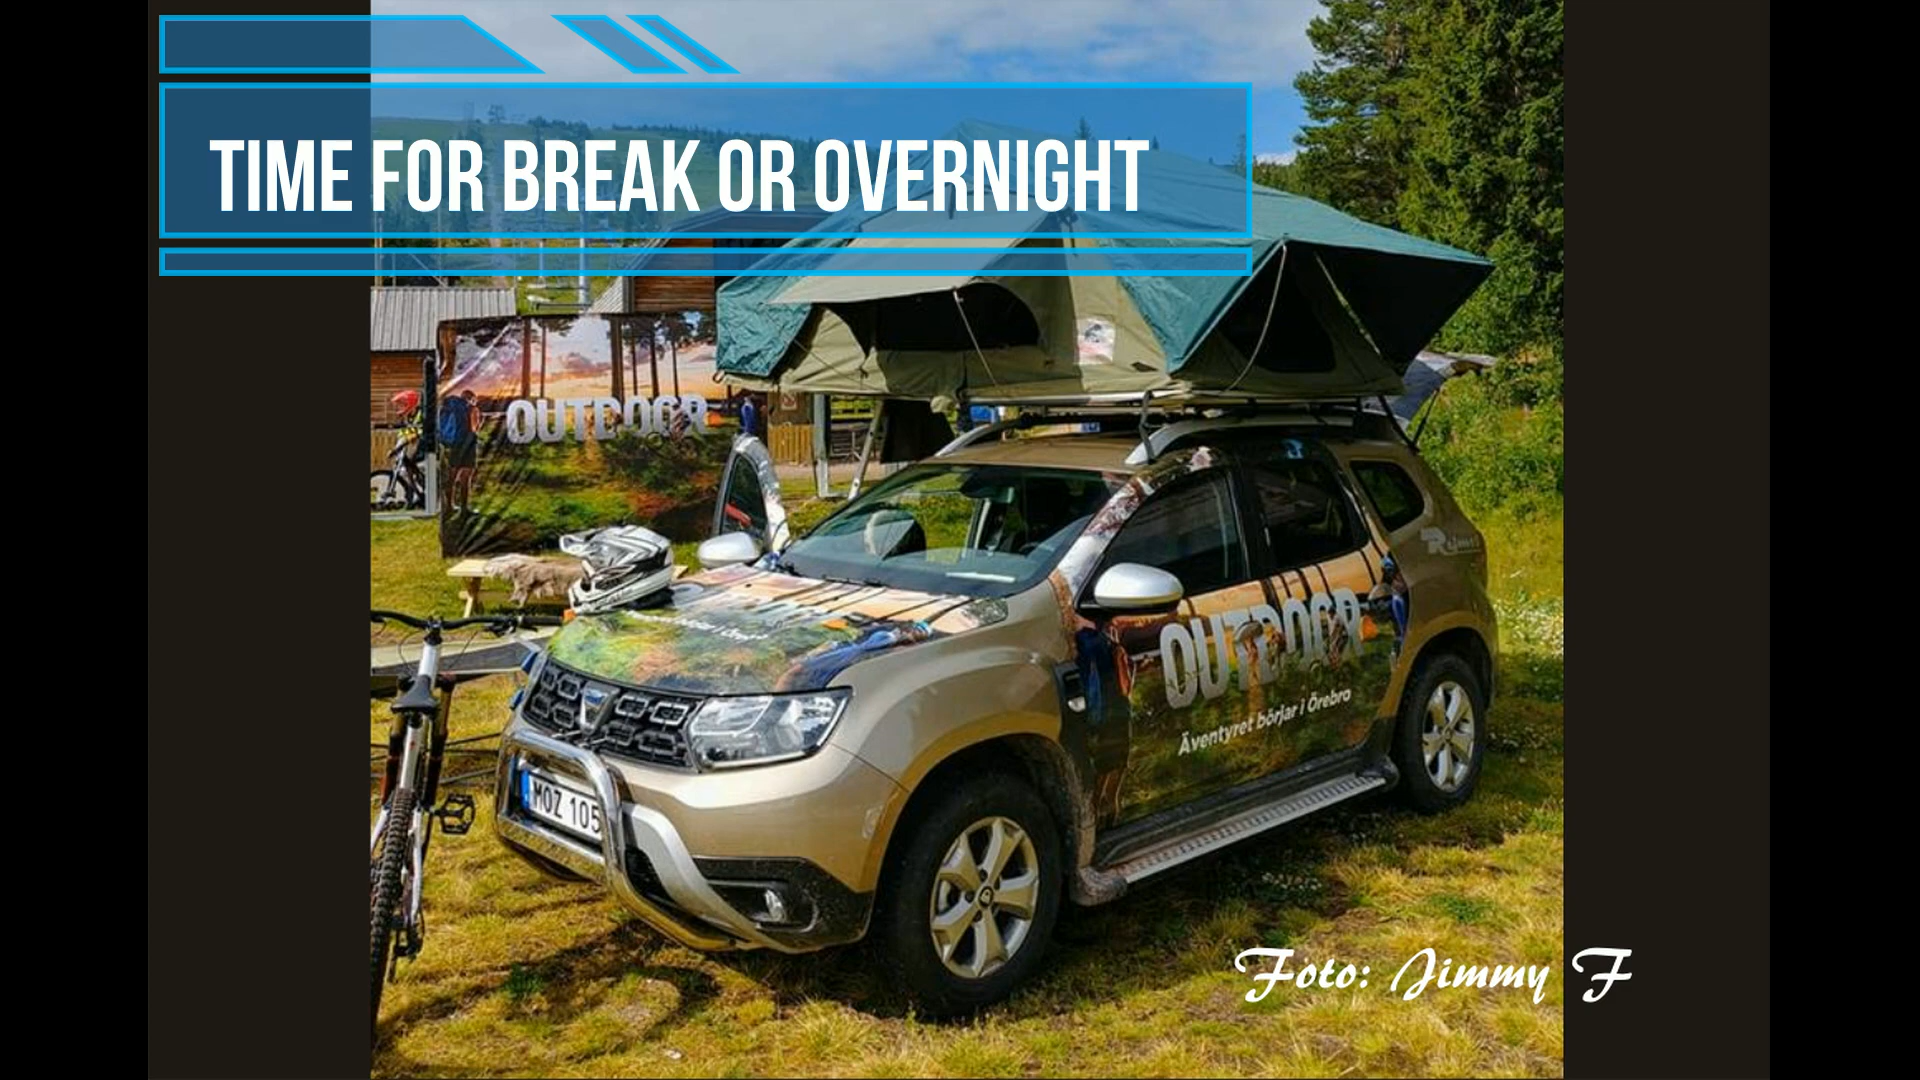 TIME FOR BREAK OR OVERNIGHT
OUTDOOR
OUTDOOR
Äventyret börjar i Örebro
MOZ 105
Foto: Jimmy F